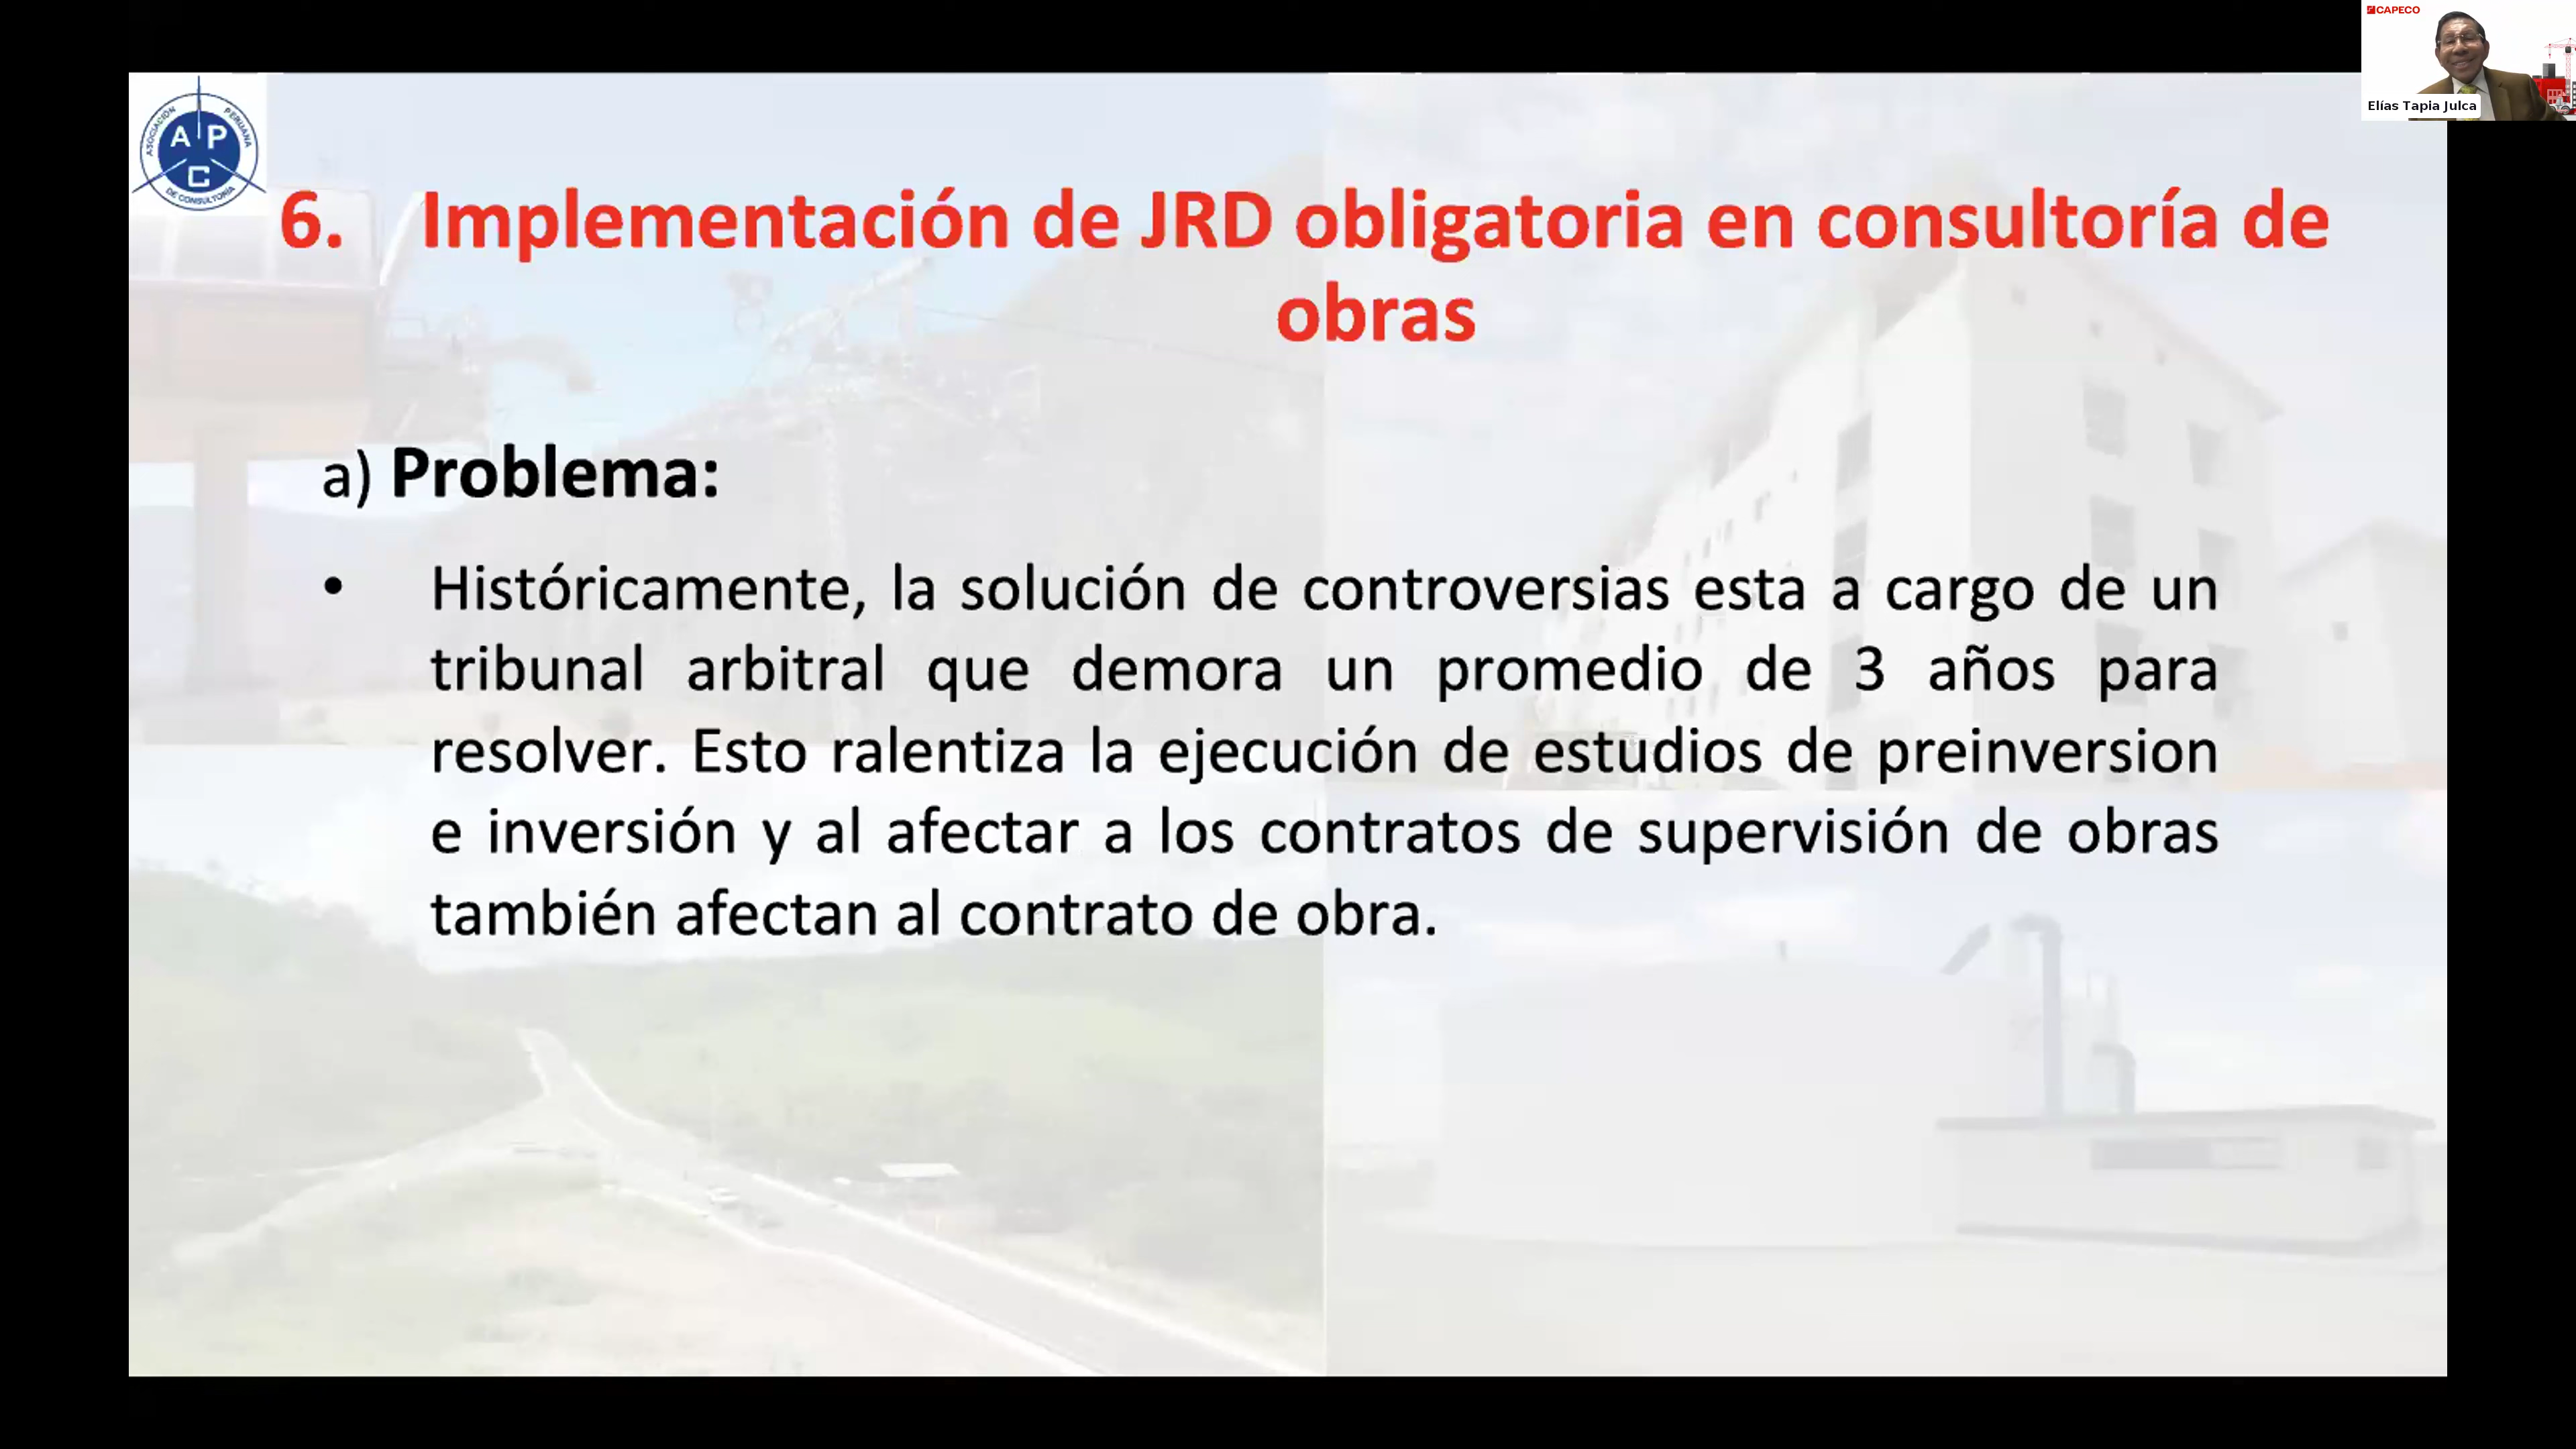 CAPECO
Elías Tapia Julca
ASOCIACIÓN PERUANA
A P
C
DE CONSULTORÍA
6. Implementación de JRD obligatoria en consultoría de
obras
a) Problema:
• Históricamente, la solución de controversias esta a cargo de un
tribunal arbitral que demora un promedio de 3 años para
resolver. Esto ralentiza la ejecución de estudios de preinversion
e inversión y al afectar a los contratos de supervisión de obras
también afectan al contrato de obra.